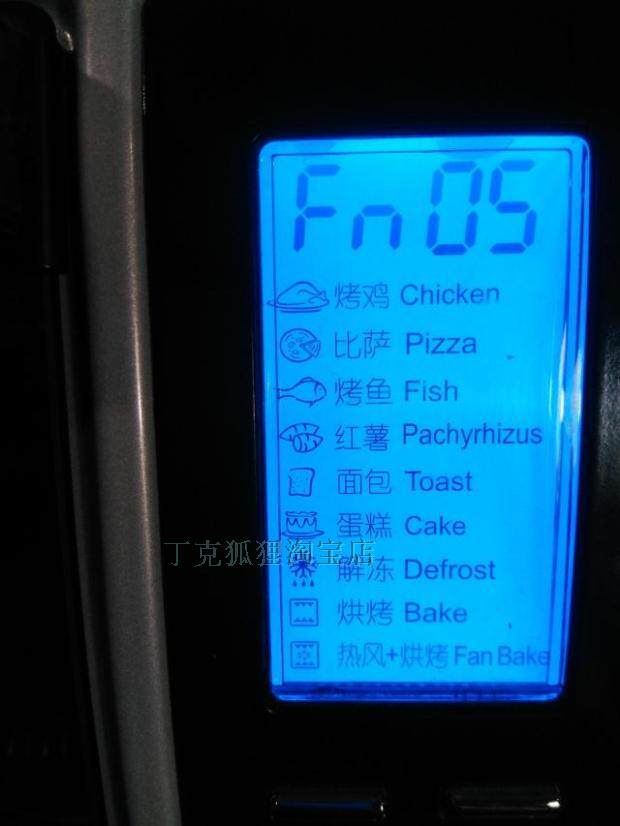 Fn05
烤鸡 Chicken
比萨 Pizza
烤鱼 Fish
红薯 Pachyrhizus
面包 Toast
蛋糕 Cake
丁克狐狸淘宝店
解冻 Defrost
烘烤 Bake
热风+烘烤 Fan Bake